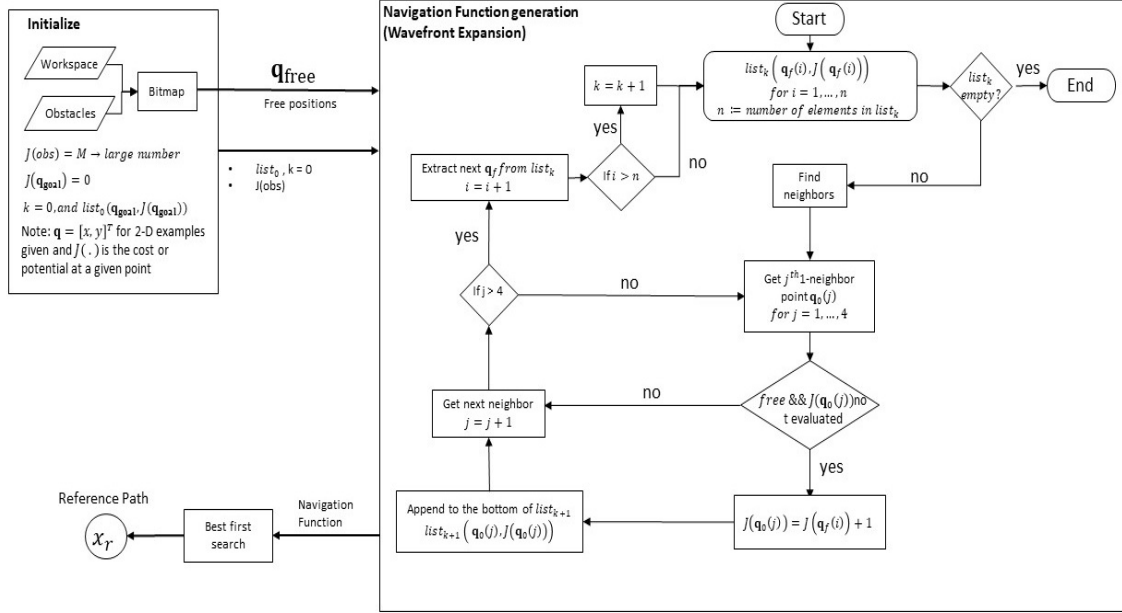 Initialize
Workspace
Obstacles
Bitmap
J(obs) = M → large number
J(q_goal) = 0
k = 0, and list_0(q_goal, J(q_goal))
Note: q = [x, y]^T for 2-D examples
given and J( . ) is the cost or
potential at a given point
q_free
Free positions
• list_0 , k = 0
• J(obs)
Navigation Function generation
(Wavefront Expansion)
Start
list_k (q_f(i), J(q_f(i)))
for i = 1, ..., n
n ≔ number of elements in list_k
list_k
empty?
yes
End
no
k = k + 1
yes
no
Extract next q_f from list_k
i = i + 1
If i > n
Find
neighbors
yes
If j > 4
no
Get j^th 1-neighbor
point q_0(j)
for j = 1, ..., 4
Get next neighbor
j = j + 1
no
free && J(q_0(j))no
t evaluated
yes
Append to the bottom of list_k+1
list_k+1 (q_0(j), J(q_0(j)))
J(q_0(j)) = J(q_f(i)) + 1
Reference Path
x_r
Best first
search
Navigation
Function